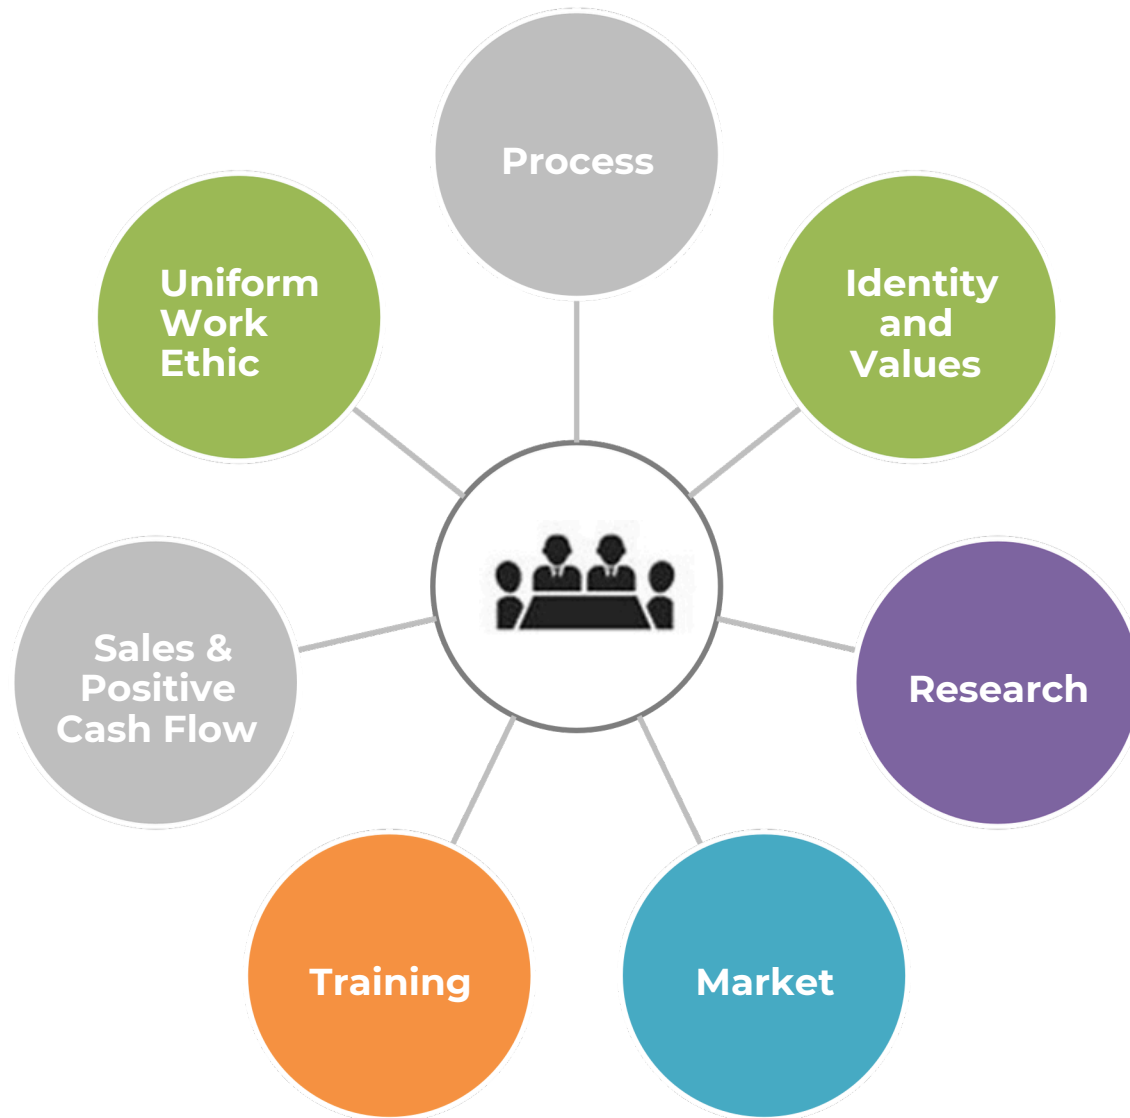 Process
Uniform
Work
Ethic
Identity
and
Values
Sales &
Positive
Cash Flow
Research
Training
Market